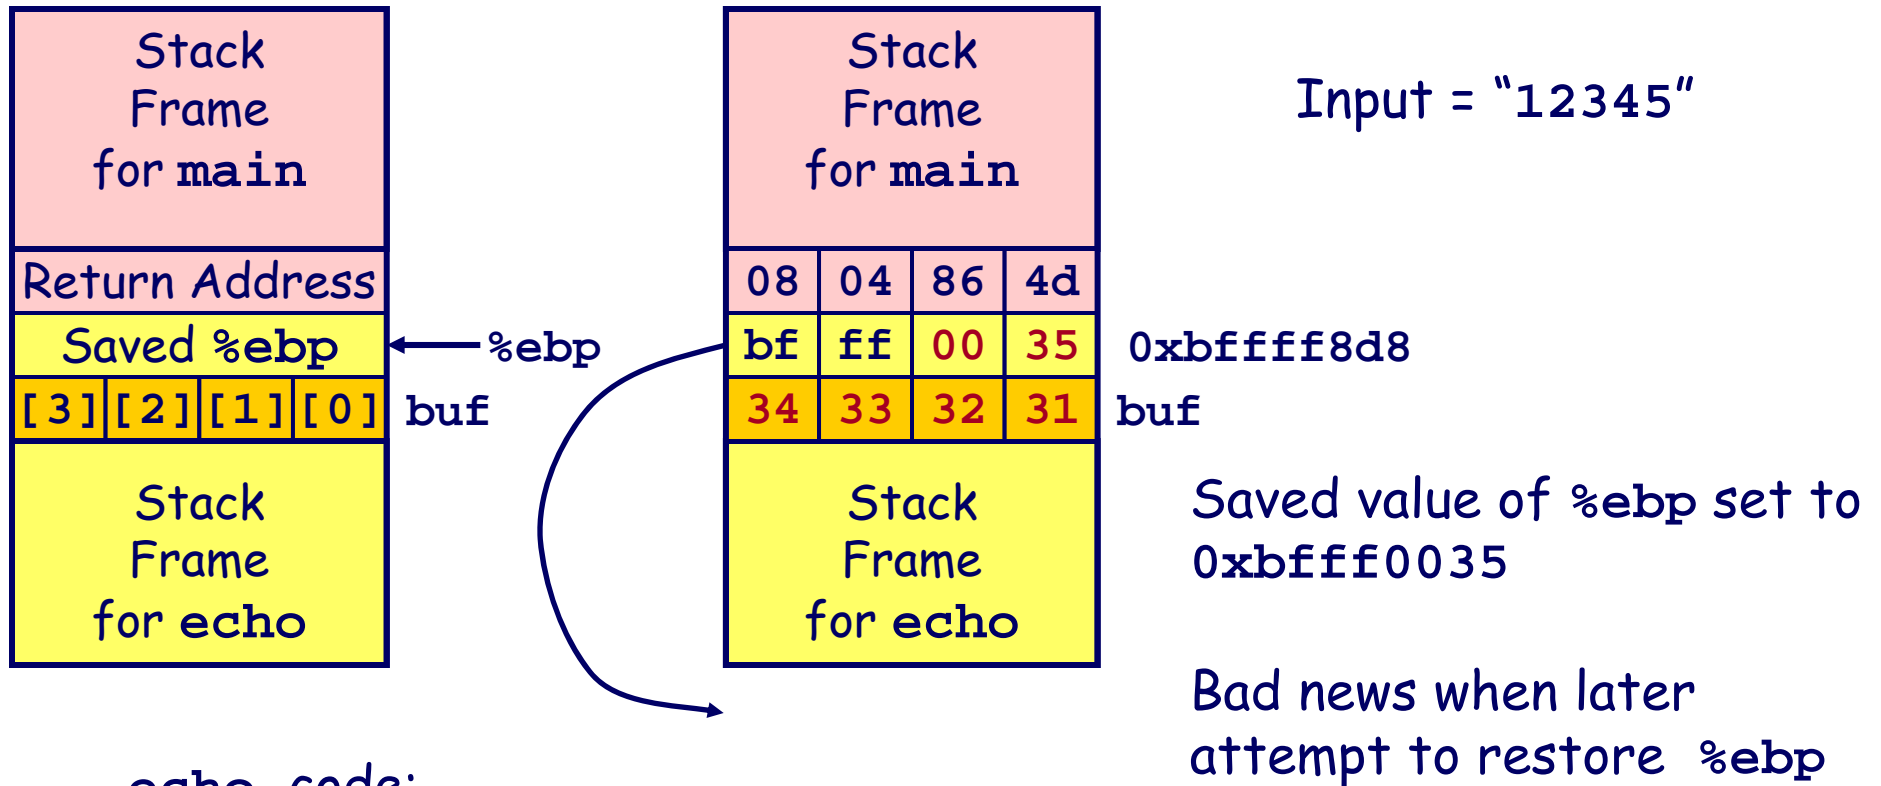 Stack
Frame
for main
Return Address
Saved %ebp
[3] [2] [1] [0]
Stack
Frame
for echo
%ebp
buf
Stack
Frame
for main
08 04 86 4d
bf ff 00 35
34 33 32 31
Stack
Frame
for echo
0xbffff8d8
buf
Input = “12345”
Saved value of %ebp set to
0xbfff0035
Bad news when later
attempt to restore %ebp
echo code: